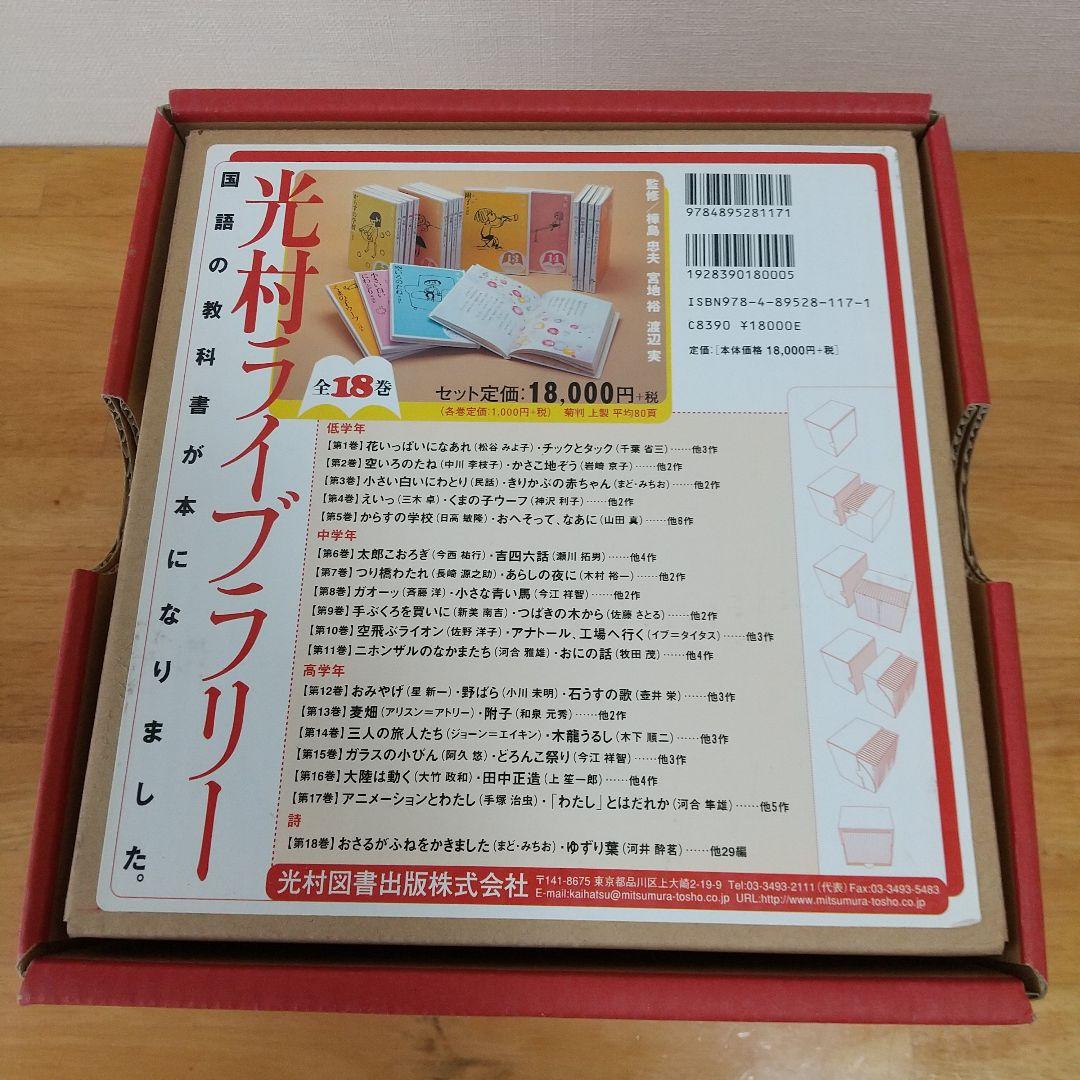 光村ライブラリー
国語の教科書が本になりました。
監修 樺島 忠夫 宮地 裕 渡辺 実
9784895281171
1928390180005
ISBN978-4-89528-117-1
C8390 ¥18000E
定価：[本体価格 18,000円+税]
全18巻
セット定価：18,000円+税
（各巻定価：1,000円+税） 菊判 上製 平均80頁
低学年
【第1巻】花いっぱいになあれ（松谷 みよ子）・チックとタック（千葉 省三）……他3作
【第2巻】空いろのたね（中川 李枝子）・かさこ地ぞう（岩崎 京子）……他2作
【第3巻】小さい白いにわとり（民話）・きりかぶの赤ちゃん（まど・みちお）……他2作
【第4巻】えいっ（三木 卓）・くまの子ウーフ（神沢 利子）……他2作
【第5巻】からすの学校（日高 敏隆）・おへそって、なあに（山田 真）……他6作
中学年
【第6巻】太郎こおろぎ（今西 祐行）・吉四六話（瀬川 拓男）……他4作
【第7巻】つり橋わたれ（長崎 源之助）・あらしの夜に（木村 裕一）……他2作
【第8巻】ガオーッ（斉藤 洋）・小さな青い馬（今江 祥智）……他2作
【第9巻】手ぶくろを買いに（新美 南吉）・つばきの木から（佐藤 さとる）……他2作
【第10巻】空飛ぶライオン（佐野 洋子）・アナトール、工場へ行く（イブ＝タイタス）……他3作
【第11巻】ニホンザルのなかまたち（河合 雅雄）・おにの話（牧田 茂）……他4作
高学年
【第12巻】おみやげ（星 新一）・野ばら（小川 未明）・石うすの歌（壺井 栄）……他3作
【第13巻】麦畑（アリスン＝アトリー）・附子（和泉 元秀）……他2作
【第14巻】三人の旅人たち（ジョーン＝エイキン）・木龍うるし（木下 順二）……他3作
【第15巻】ガラスの小びん（阿久 悠）・どろんこ祭り（今江 祥智）……他3作
【第16巻】大陸は動く（大竹 政和）・田中正造（上 笙一郎）……他4作
【第17巻】アニメーションとわたし（手塚 治虫）・「わたし」とはだれか（河合 隼雄）……他5作
詩
【第18巻】おさるがふねをかきました（まど・みちお）・ゆずり葉（河井 酔茗）……他29編
光村図書出版株式会社
〒141-8675 東京都品川区上大崎2-19-9 Tel:03-3493-2111（代表）Fax:03-3493-5483
E-mail:kaihatsu@mitsumura-tosho.co.jp URL:http://www.mitsumura-tosho.co.jp